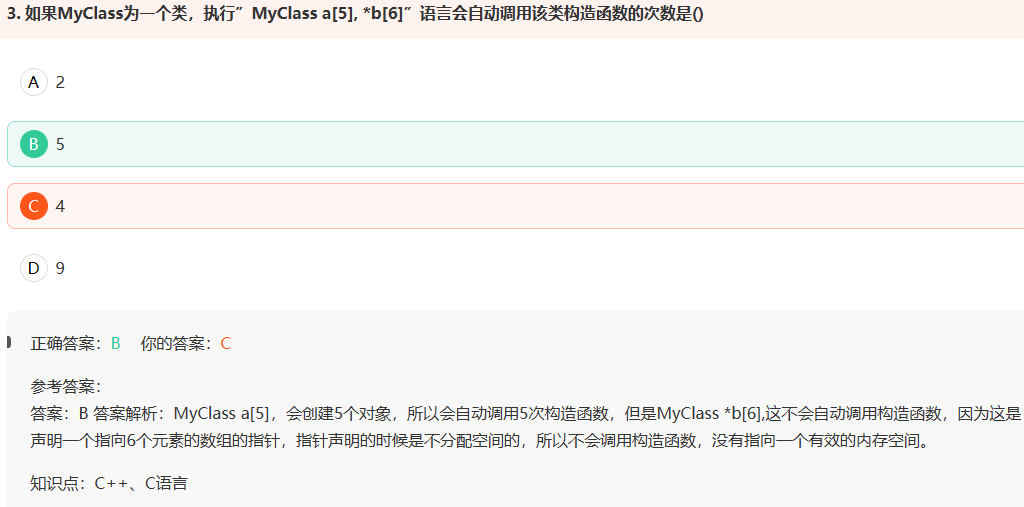 3. 如果MyClass为一个类，执行”MyClass a[5], *b[6]”语言会自动调用该类构造函数的次数是()
A 2
B 5
C 4
D 9
正确答案：B 你的答案：C
参考答案：
答案：B 答案解析：MyClass a[5]，会创建5个对象，所以会自动调用5次构造函数，但是MyClass *b[6],这不会自动调用构造函数，因为这是
声明一个指向6个元素的数组的指针，指针声明的时候是不分配空间的，所以不会调用构造函数，没有指向一个有效的内存空间。
知识点：C++、C语言